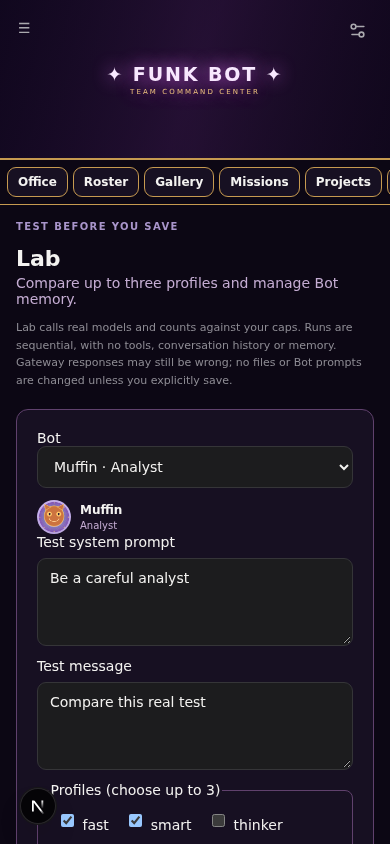 ☰
✦ FUNK BOT ✦
TEAM COMMAND CENTER
Office Roster Gallery Missions Projects
TEST BEFORE YOU SAVE
Lab
Compare up to three profiles and manage Bot
memory.
Lab calls real models and counts against your caps. Runs are
sequential, with no tools, conversation history or memory.
Gateway responses may still be wrong; no files or Bot prompts
are changed unless you explicitly save.
Bot
Muffin · Analyst
Muffin
Analyst
Test system prompt
Be a careful analyst
Test message
Compare this real test
Profiles (choose up to 3)
N
fast smart thinker